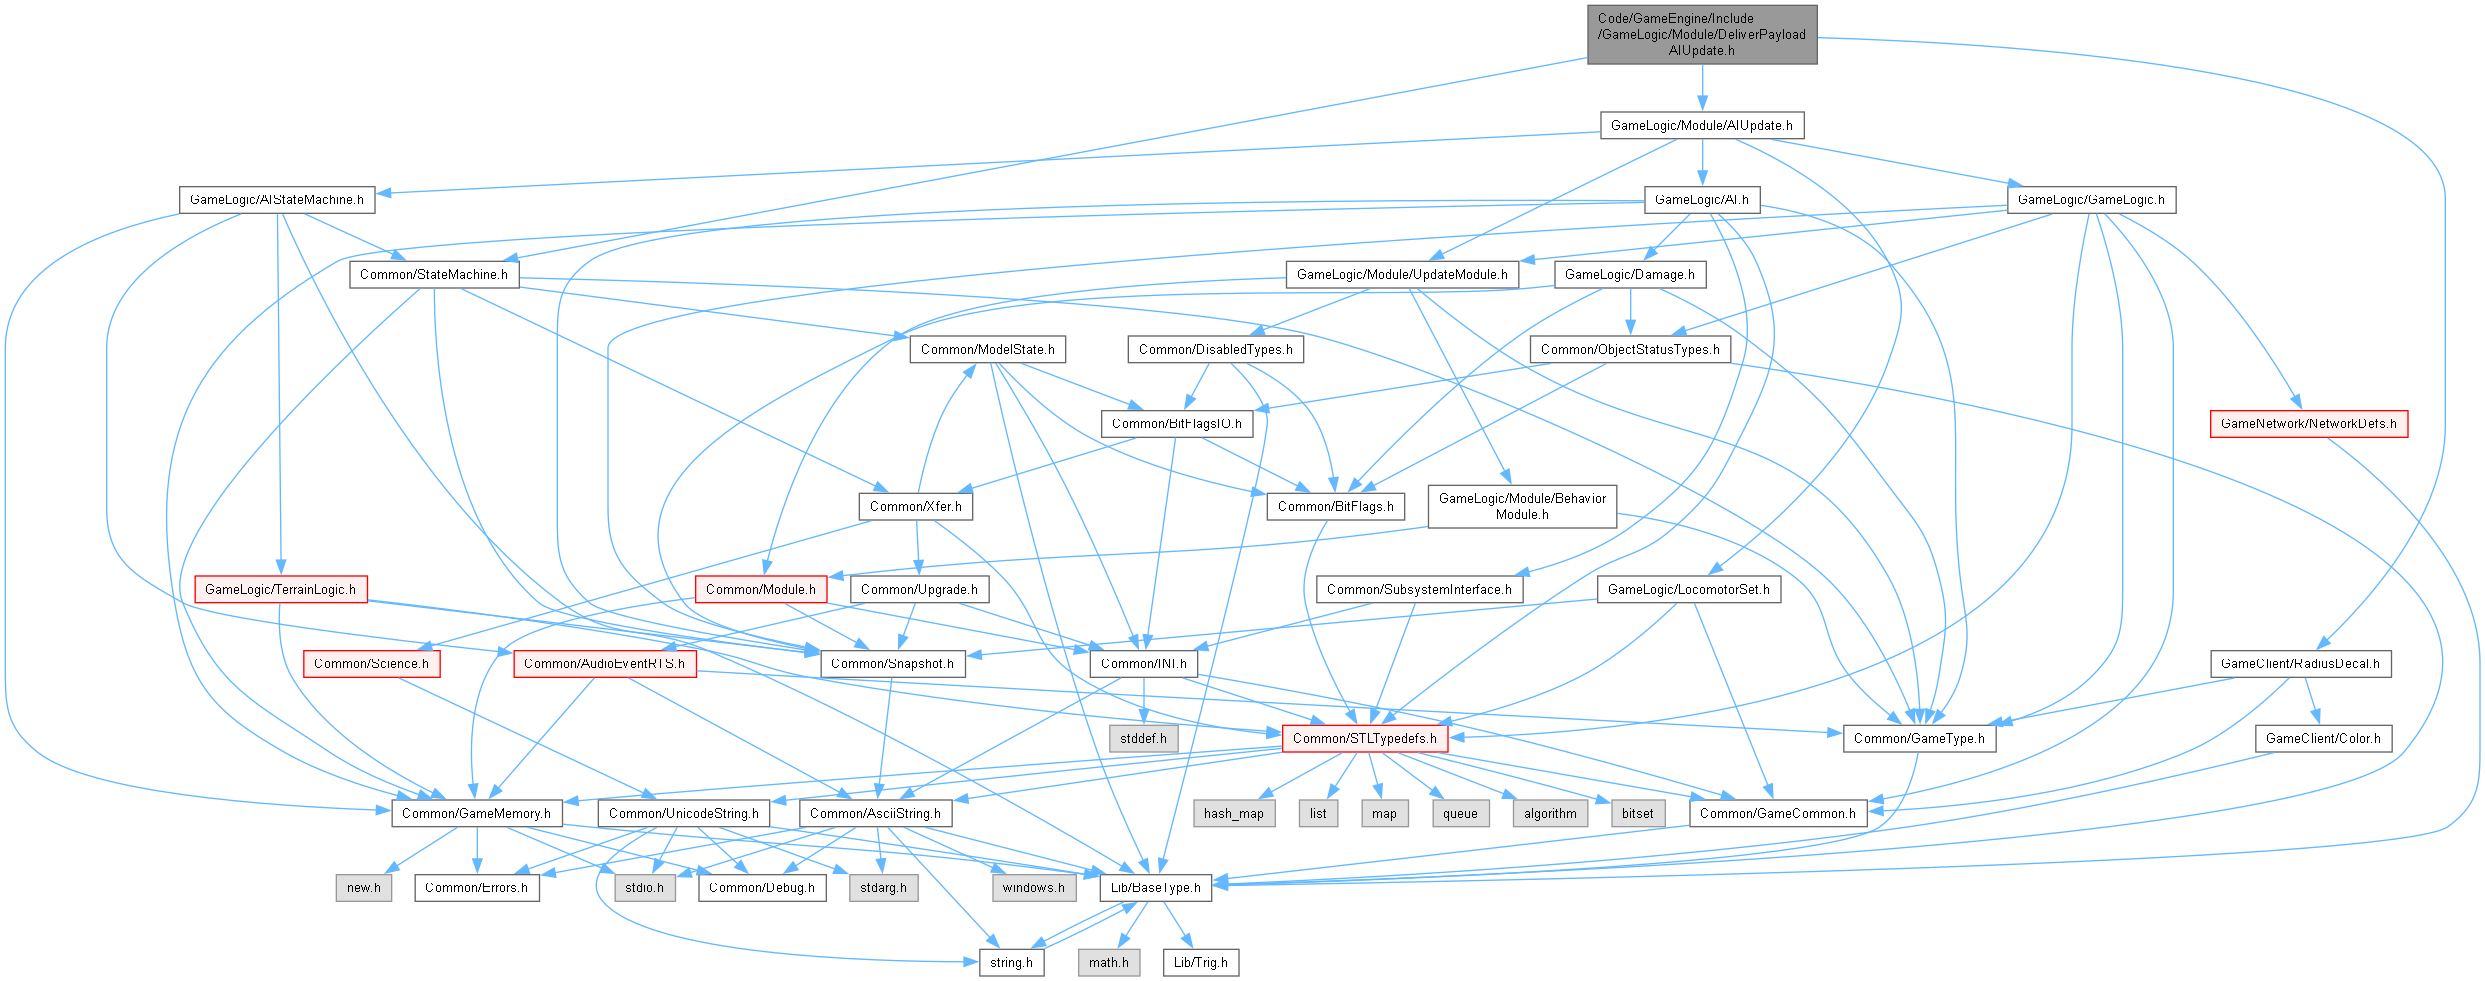 Code/GameEngine/Include
/GameLogic/Module/DeliverPayload
AIUpdate.h
GameLogic/Module/AIUpdate.h
GameLogic/AIStateMachine.h
GameLogic/AI.h
GameLogic/GameLogic.h
Common/StateMachine.h
GameLogic/Module/UpdateModule.h
GameLogic/Damage.h
Common/ModelState.h
Common/DisabledTypes.h
Common/ObjectStatusTypes.h
Common/BitFlagsIO.h
GameNetwork/NetworkDefs.h
Common/Xfer.h
Common/BitFlags.h
GameLogic/Module/Behavior
Module.h
GameLogic/TerrainLogic.h
Common/Module.h
Common/Upgrade.h
Common/SubsystemInterface.h
GameLogic/LocomotorSet.h
Common/Science.h
Common/AudioEventRTS.h
Common/Snapshot.h
Common/INI.h
GameClient/RadiusDecal.h
stddef.h
Common/STLTypedefs.h
Common/GameType.h
GameClient/Color.h
Common/GameMemory.h
Common/UnicodeString.h
Common/AsciiString.h
hash_map
list
map
queue
algorithm
bitset
Common/GameCommon.h
new.h
Common/Errors.h
stdio.h
Common/Debug.h
stdarg.h
windows.h
Lib/BaseType.h
string.h
math.h
Lib/Trig.h